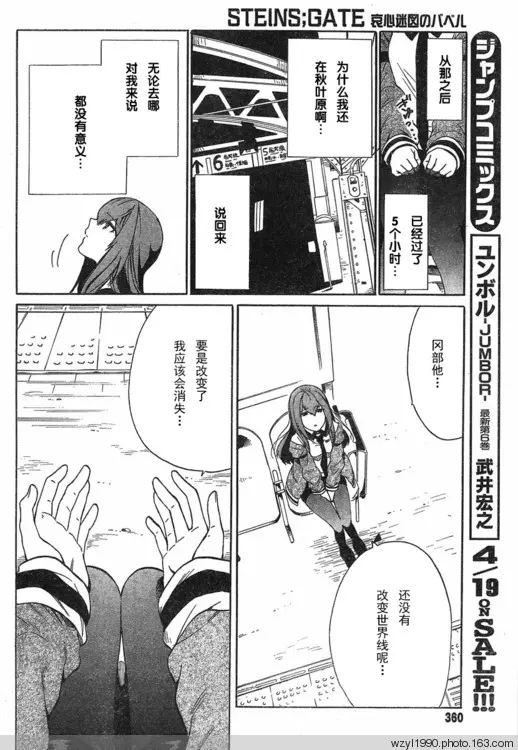 STEINS;GATE 哀心迷図のバベル
从那之后
已经过了
5个小时…
为什么我还
在秋叶原啊…
6
5
说回来
无论去哪
对我来说
都没有意义…
冈部他…
还没有
改变世界线呢…
要是改变了
我应该会消失…
ジャンプコミックス
ユンボル-JUMBOR-
最新第6巻
武井宏之
4/19 ON SALE!!!
360
wzyl1990.photo.163.com